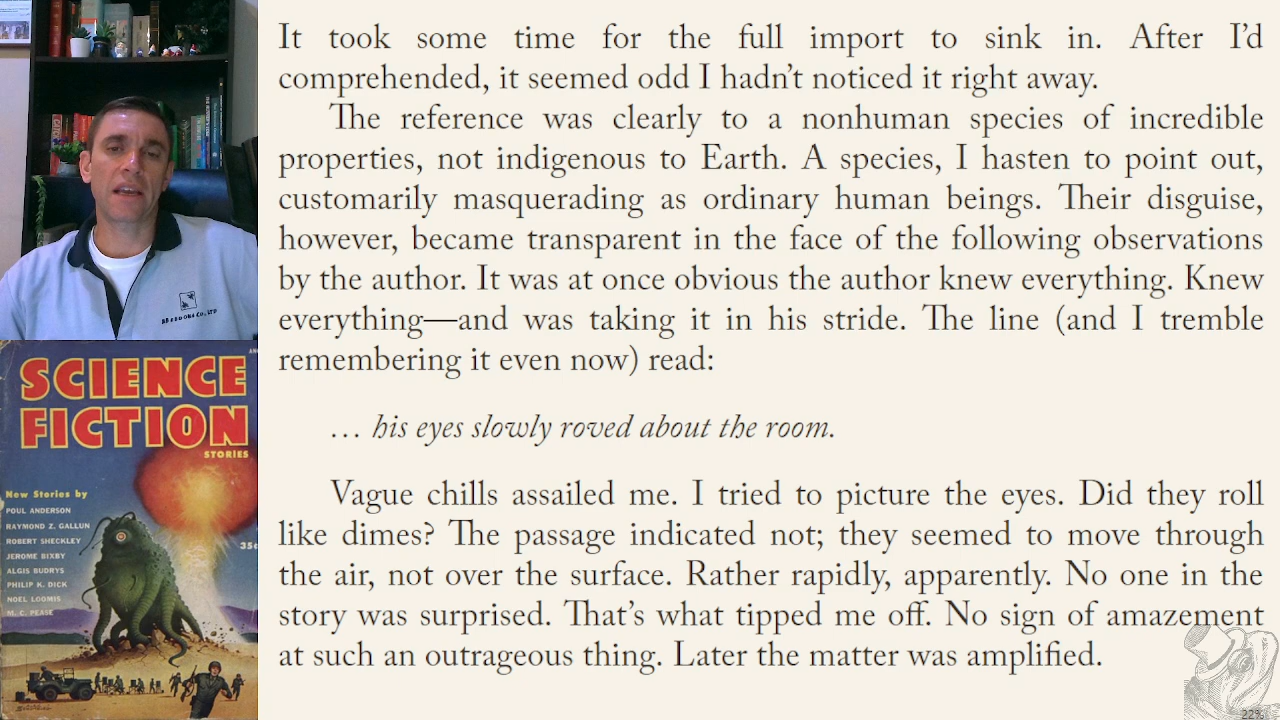 It took some time for the full import to sink in. After I’d
comprehended, it seemed odd I hadn’t noticed it right away.
The reference was clearly to a nonhuman species of incredible
properties, not indigenous to Earth. A species, I hasten to point out,
customarily masquerading as ordinary human beings. Their disguise,
however, became transparent in the face of the following observations
by the author. It was at once obvious the author knew everything. Knew
everything—and was taking it in his stride. The line (and I tremble
remembering it even now) read:
… his eyes slowly roved about the room.
Vague chills assailed me. I tried to picture the eyes. Did they roll
like dimes? The passage indicated not; they seemed to move through
the air, not over the surface. Rather rapidly, apparently. No one in the
story was surprised. That’s what tipped me off. No sign of amazement
at such an outrageous thing. Later the matter was amplified.
SCIENCE
FICTION
STORIES
New Stories by
POUL ANDERSON
RAYMOND Z. GALLUN
ROBERT SHECKLEY
35¢
JEROME BIXBY
ALGIS BUDRYS
PHILIP K. DICK
NOEL LOOMIS
M. C. PEASE
22%